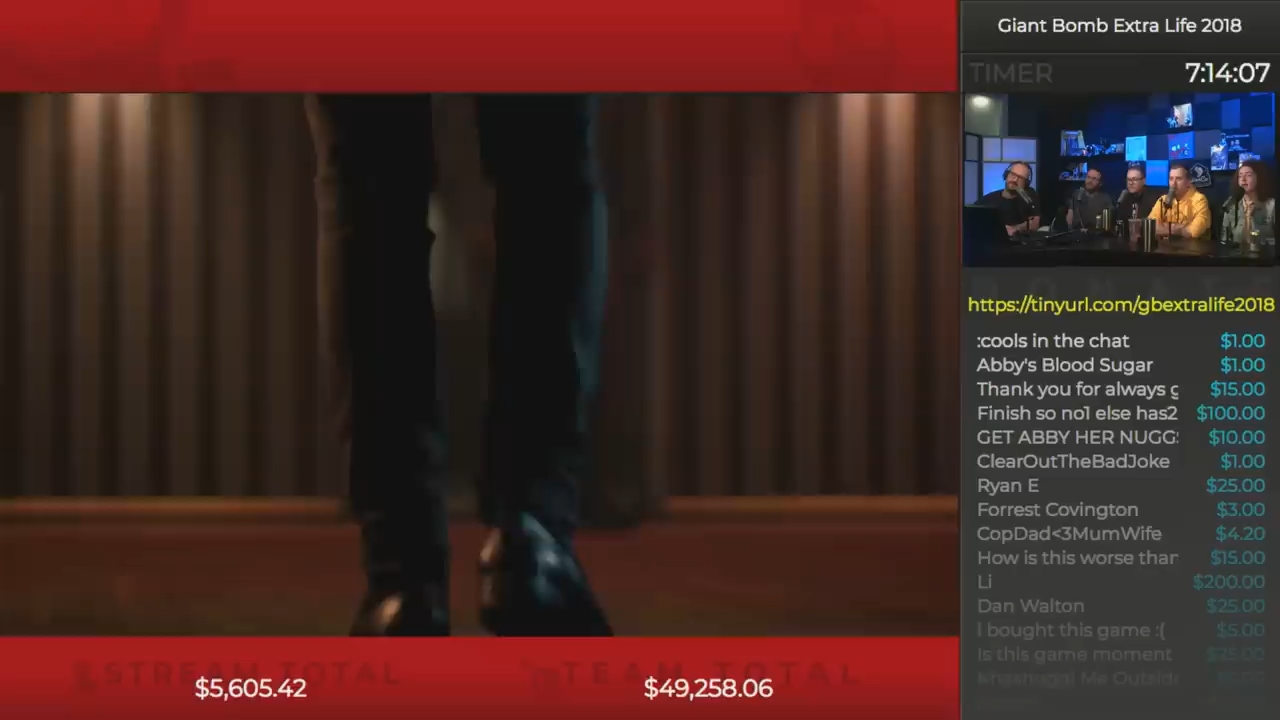 Giant Bomb Extra Life 2018
TIMER 7:14:07
https://tinyurl.com/gbextralife2018
:cools in the chat $1.00
Abby's Blood Sugar $1.00
Thank you for always g $15.00
Finish so no1 else has2 $100.00
GET ABBY HER NUGG $10.00
ClearOutTheBadJoke $1.00
Ryan E $25.00
Forrest Covington $3.00
CopDad<3MumWife $4.20
How is this worse than $15.00
Li $200.00
Dan Walton $25.00
I bought this game :( $5.00
Is this game moment $25.00
Me Outside
STREAM TOTAL
$5,605.42
TEAM TOTAL
$49,258.06